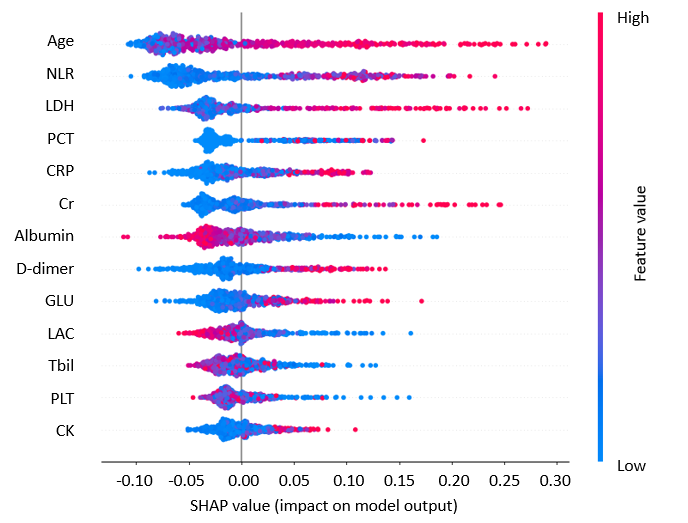 High
Age
NLR
LDH
PCT
CRP
Cr
Albumin
D-dimer
GLU
LAC
Tbil
PLT
CK
Feature value
Low
-0.10 -0.05 0.00 0.05 0.10 0.15 0.20 0.25 0.30
SHAP value (impact on model output)